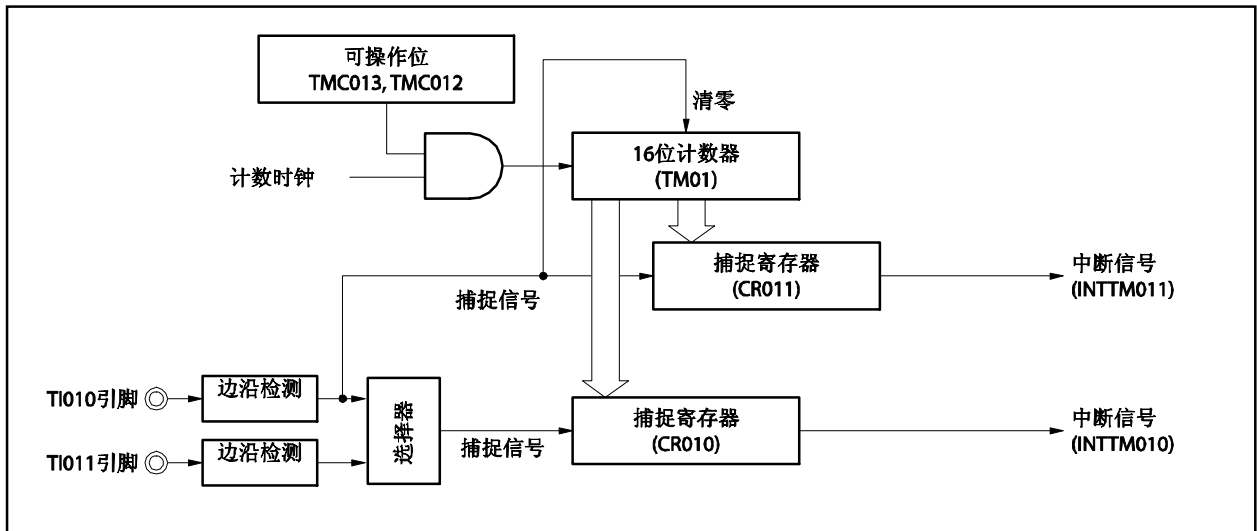 可操作位
TMC013, TMC012
清零
计数时钟
16位计数器
(TM01)
捕捉寄存器
(CR011)
中断信号
(INTTM011)
捕捉信号
TI010引脚
边沿检测
选择器
捕捉信号
捕捉寄存器
(CR010)
中断信号
(INTTM010)
TI011引脚
边沿检测